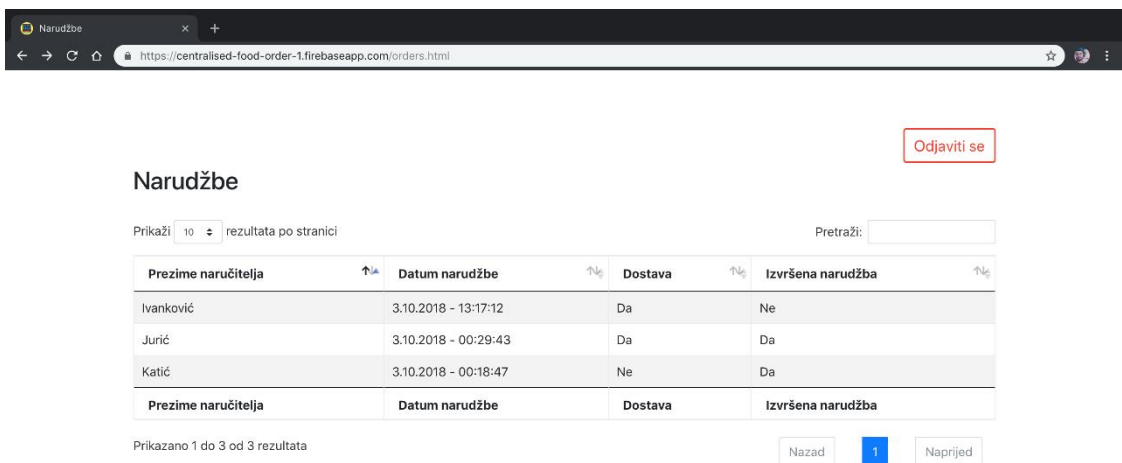 Narudžbe
https://centralised-food-order-1.firebaseapp.com/orders.html
Odjaviti se
Narudžbe
Prikaži 10 rezultata po stranici Pretraži:
Prezime naručitelja Datum narudžbe Dostava Izvršena narudžba
Ivanković 3.10.2018 - 13:17:12 Da Ne
Jurić 3.10.2018 - 00:29:43 Da Da
Katić 3.10.2018 - 00:18:47 Ne Da
Prezime naručitelja Datum narudžbe Dostava Izvršena narudžba
Prikazano 1 do 3 od 3 rezultata Nazad 1 Naprijed